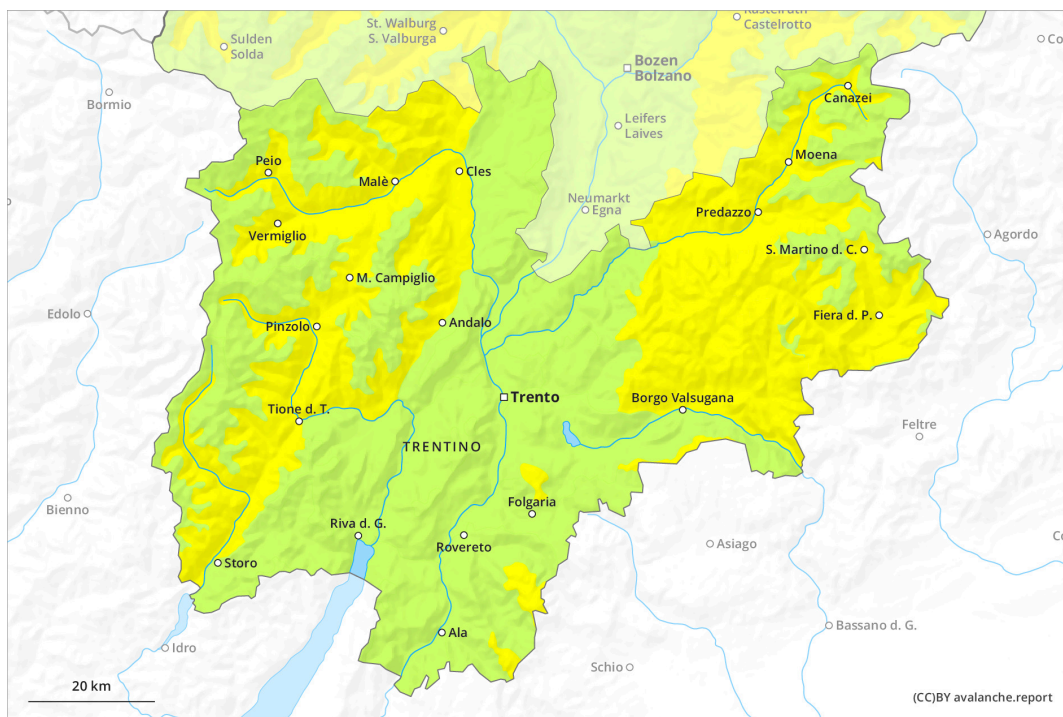 St. Walburg
S. Valburga
Kastelruth
Castelrotto
Sulden
Solda
Bozen
Bolzano
Bormio
Canazei
Leifers
Laives
Moena
Peio
Malè
Cles
Neumarkt
Egna
Predazzo
Vermiglio
Agordo
S. Martino d. C.
M. Campiglio
Edolo
Pinzolo
Andalo
Fiera d. P.
Trento
Borgo Valsugana
Tione d. T.
Feltre
TRENTINO
Bienno
Folgaria
Riva d. G.
Rovereto
Asiago
Storo
Bassano d. G.
Ala
Idro
Schio
20 km
(CC)BY avalanche.report